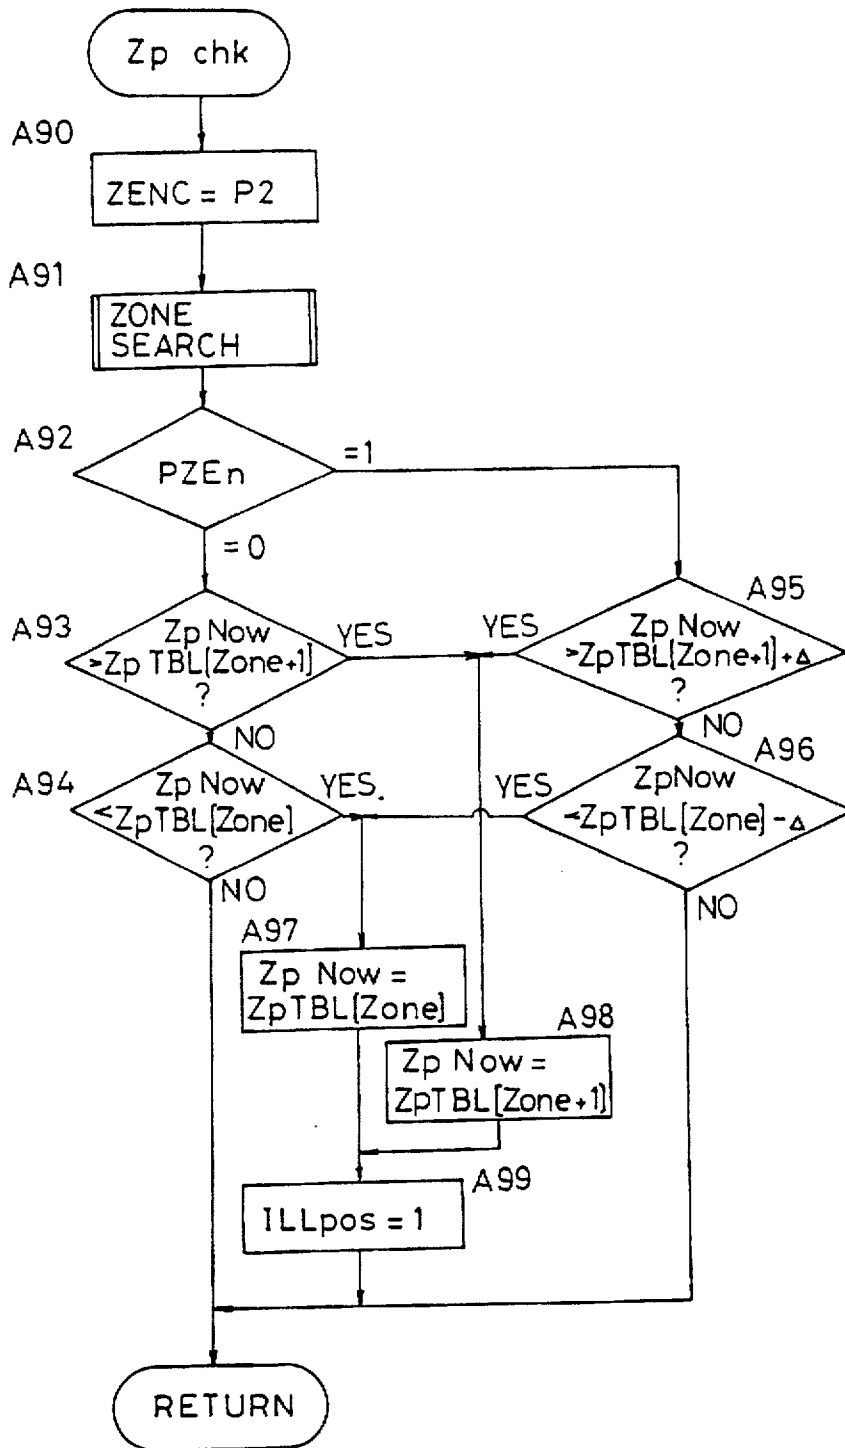 Zp chk
A90
ZENC = P2
A91
ZONE
SEARCH
A92
PZEn
=1
=0
A93
Zp Now
>Zp TBL[Zone+1]
?
YES
NO
A95
Zp Now
>ZpTBL[Zone+1]+Δ
?
YES
NO
A94
Zp Now
<ZpTBL[Zone]
?
YES.
NO
A96
ZpNow
<ZpTBL[Zone]-Δ
?
YES
NO
A97
Zp Now =
ZpTBL[Zone]
A98
Zp Now =
ZpTBL[Zone+1]
A99
ILLpos = 1
RETURN